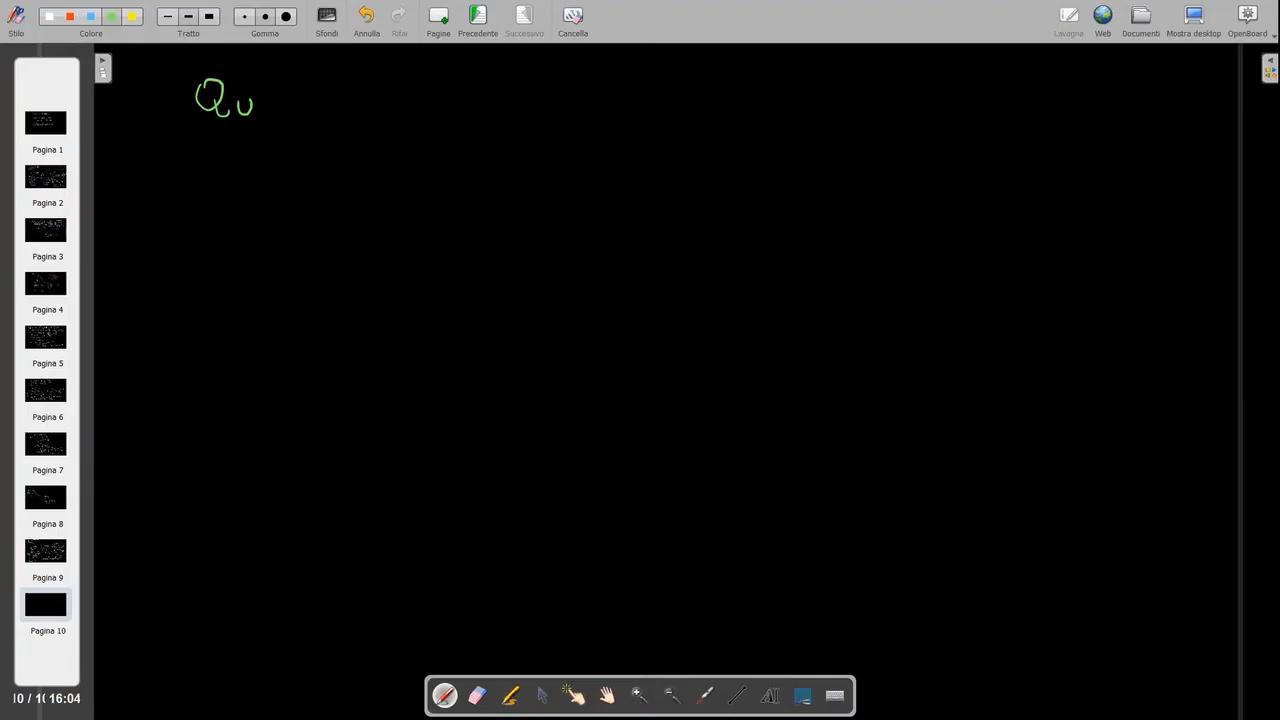 Stilo Colore Tratto Gomma Sfondi Annulla Rifai Pagine Precedente Successivo Cancella Lavagna Web Documenti Mostra desktop OpenBoard
Qu
Pagina 1
Pagina 2
Pagina 3
Pagina 4
Pagina 5
Pagina 6
Pagina 7
Pagina 8
Pagina 9
Pagina 10
16:04
AI